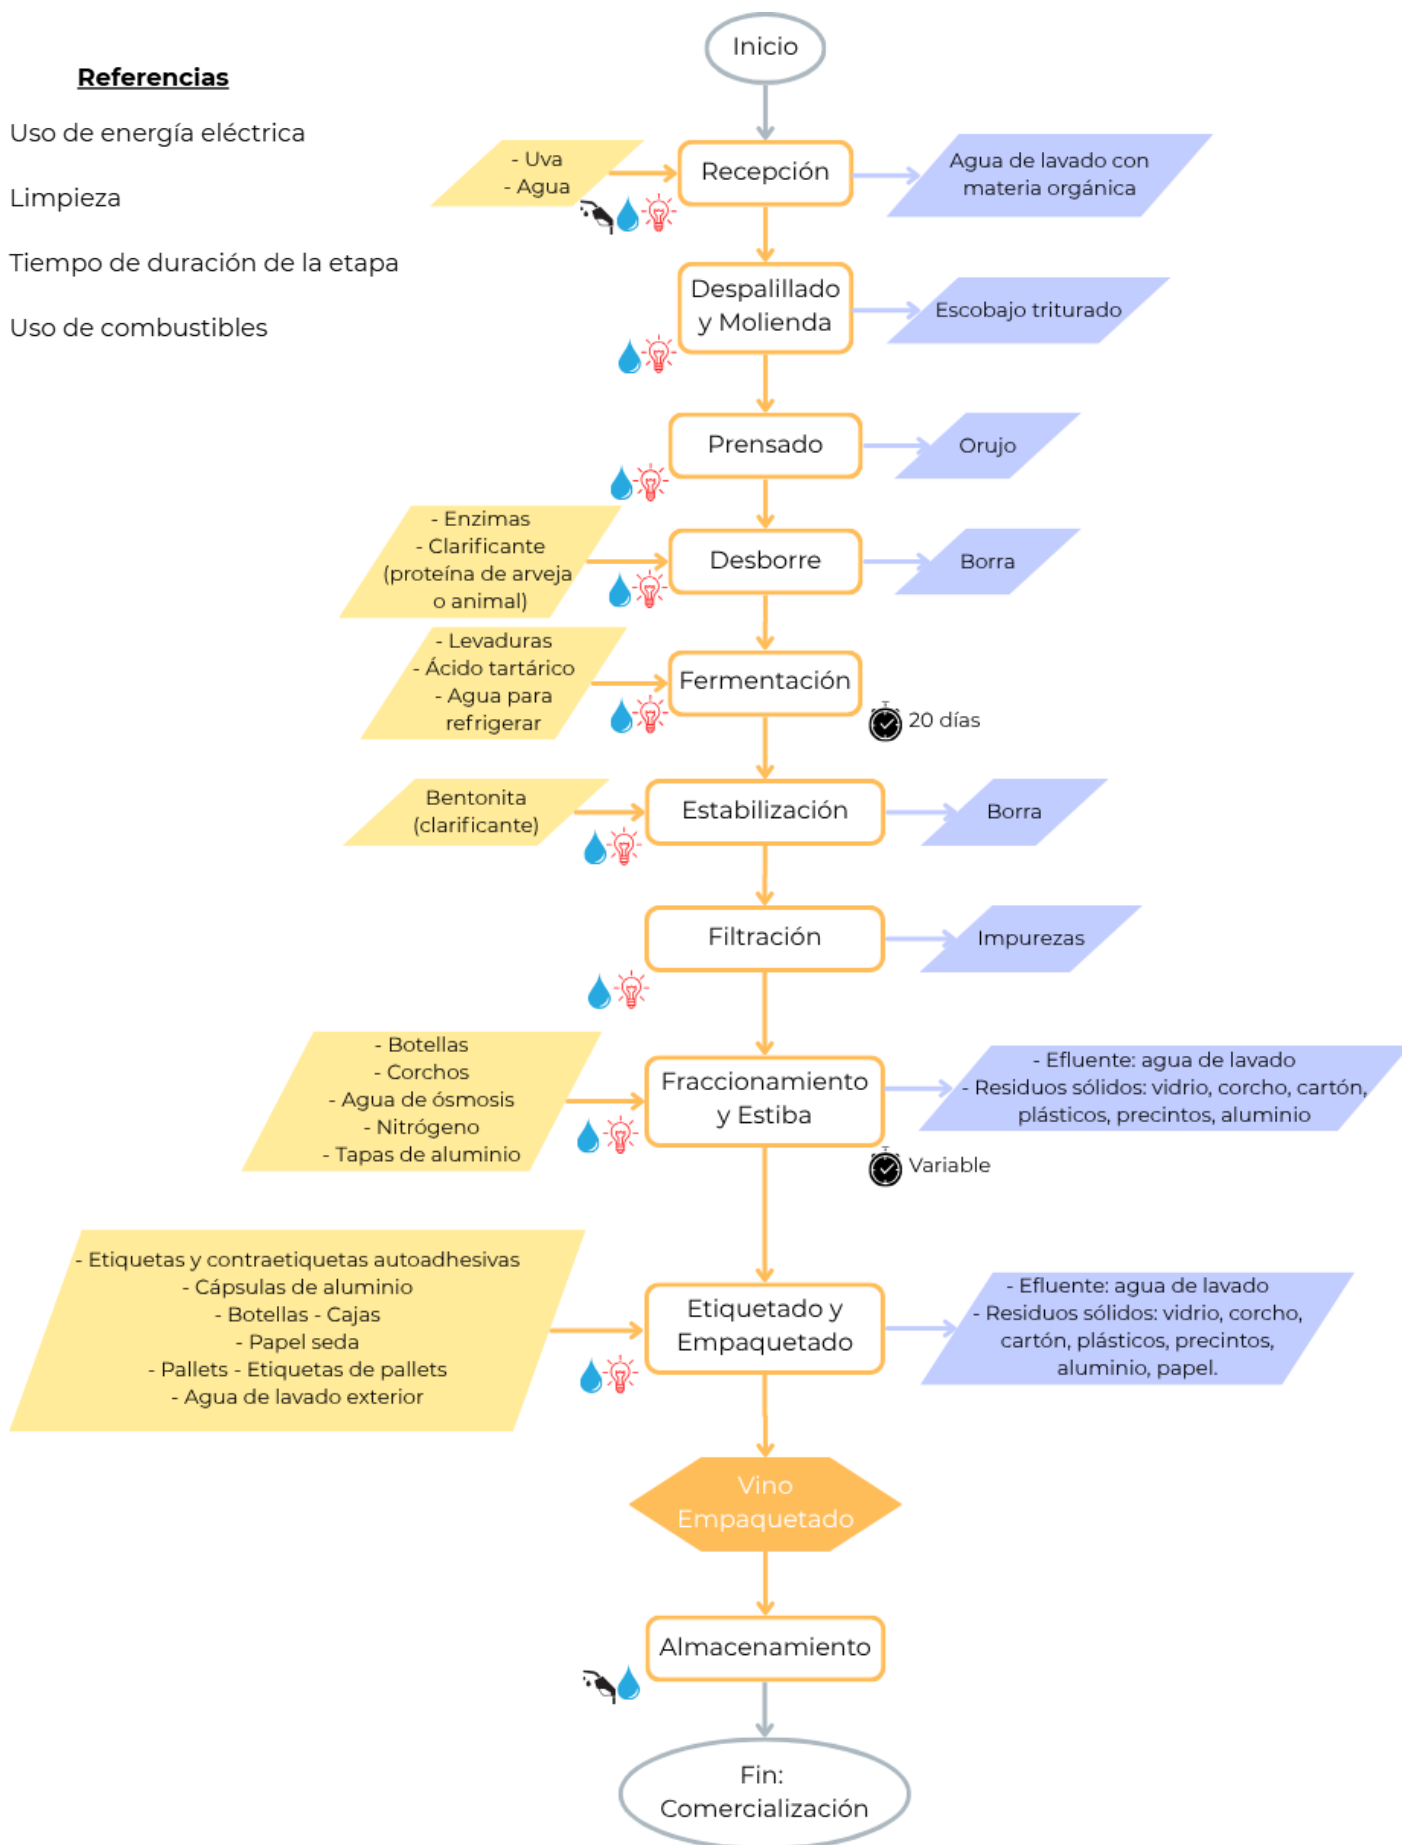 Inicio
Referencias
Uso de energía eléctrica
Limpieza
Tiempo de duración de la etapa
Uso de combustibles
- Uva
- Agua
Recepción
Agua de lavado con
materia orgánica
Despalillado
y Molienda
Escobajo triturado
Prensado
Orujo
- Enzimas
- Clarificante
(proteína de arveja
o animal)
Desborre
Borra
- Levaduras
- Ácido tartárico
- Agua para
refrigerar
Fermentación
20 días
Bentonita
(clarificante)
Estabilización
Borra
Filtración
Impurezas
- Botellas
- Corchos
- Agua de ósmosis
- Nitrógeno
- Tapas de aluminio
Fraccionamiento
y Estiba
- Efluente: agua de lavado
- Residuos sólidos: vidrio, corcho, cartón,
plásticos, precintos, aluminio
Variable
- Etiquetas y contraetiquetas autoadhesivas
- Cápsulas de aluminio
- Botellas - Cajas
- Papel seda
- Pallets - Etiquetas de pallets
- Agua de lavado exterior
Etiquetado y
Empaquetado
- Efluente: agua de lavado
- Residuos sólidos: vidrio, corcho,
cartón, plásticos, precintos,
aluminio, papel.
Vino
Empaquetado
Almacenamiento
Fin:
Comercialización